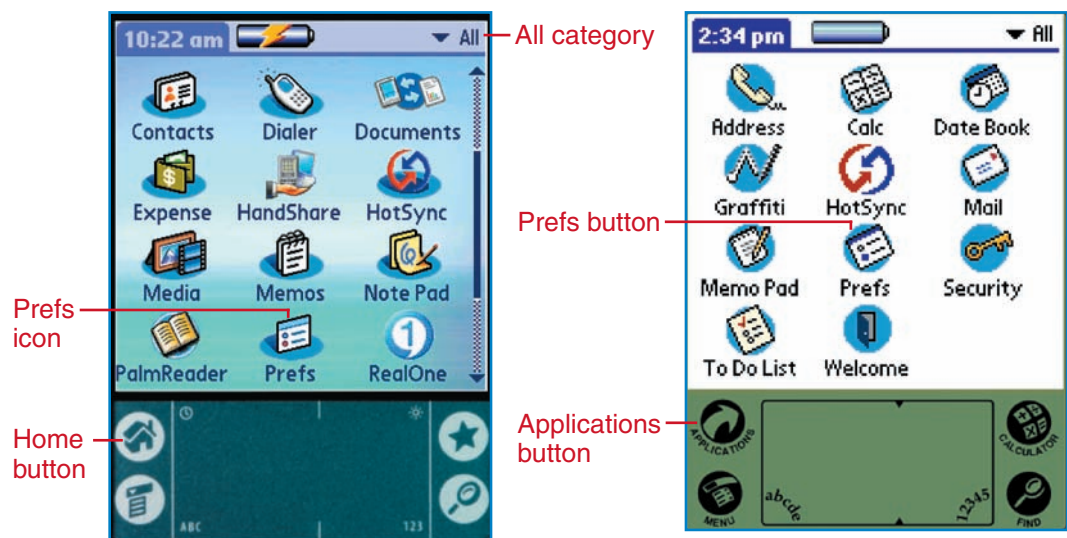 10:22 am
All
All category
Contacts
Dialer
Documents
Expense
HandShare
HotSync
Media
Memos
Note Pad
PalmReader
Prefs
RealOne
Prefs
icon
Home
button
ABC
123
2:34 pm
All
Address
Calc
Date Book
Graffiti
HotSync
Mail
Prefs button
Memo Pad
Prefs
Security
To Do List
Welcome
Applications
button
APPLICATIONS
CALCULATOR
MENU
abcde
12345
FIND